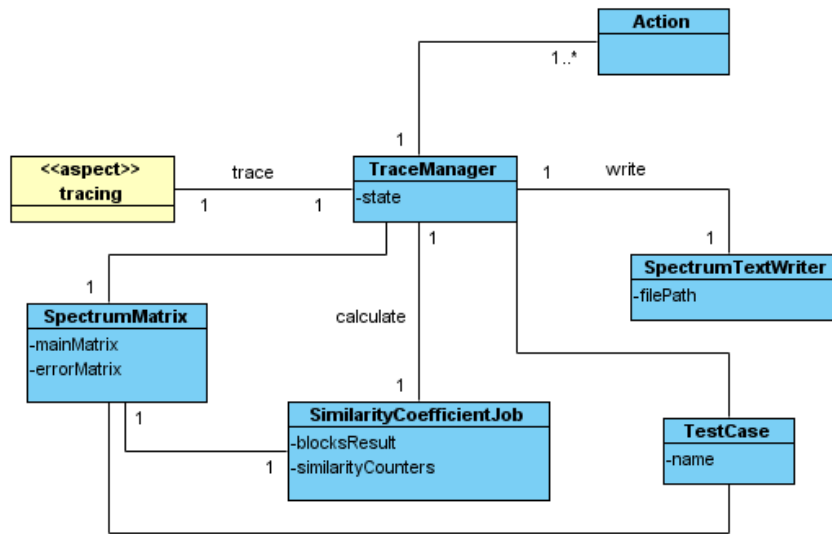 Action
1..*
1
<<aspect>>
tracing
trace
1
1
TraceManager
-state
1
write
1
1
SpectrumTextWriter
-filePath
1
SpectrumMatrix
-mainMatrix
-errorMatrix
calculate
1
1
1
SimilarityCoefficientJob
-blocksResult
-similarityCounters
TestCase
-name